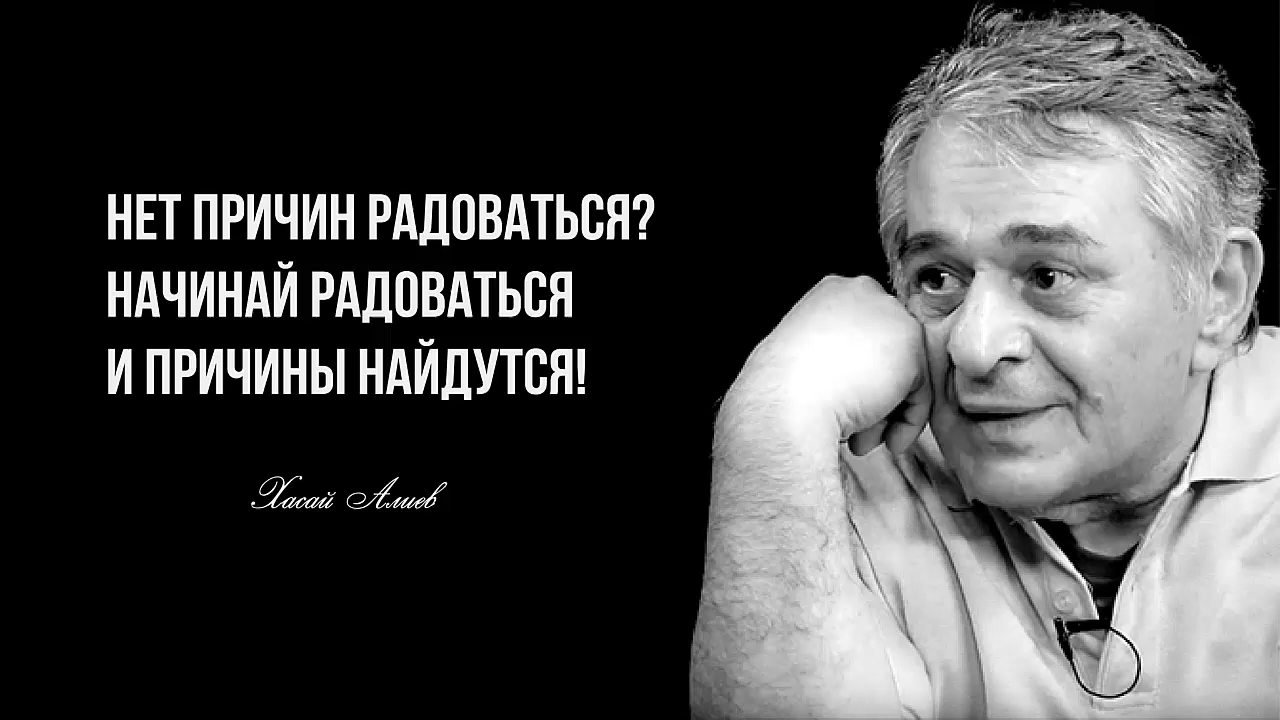 НЕТ ПРИЧИН РАДОВАТЬСЯ?
НАЧИНАЙ РАДОВАТЬСЯ
И ПРИЧИНЫ НАЙДУТСЯ!
Хасай Алиев